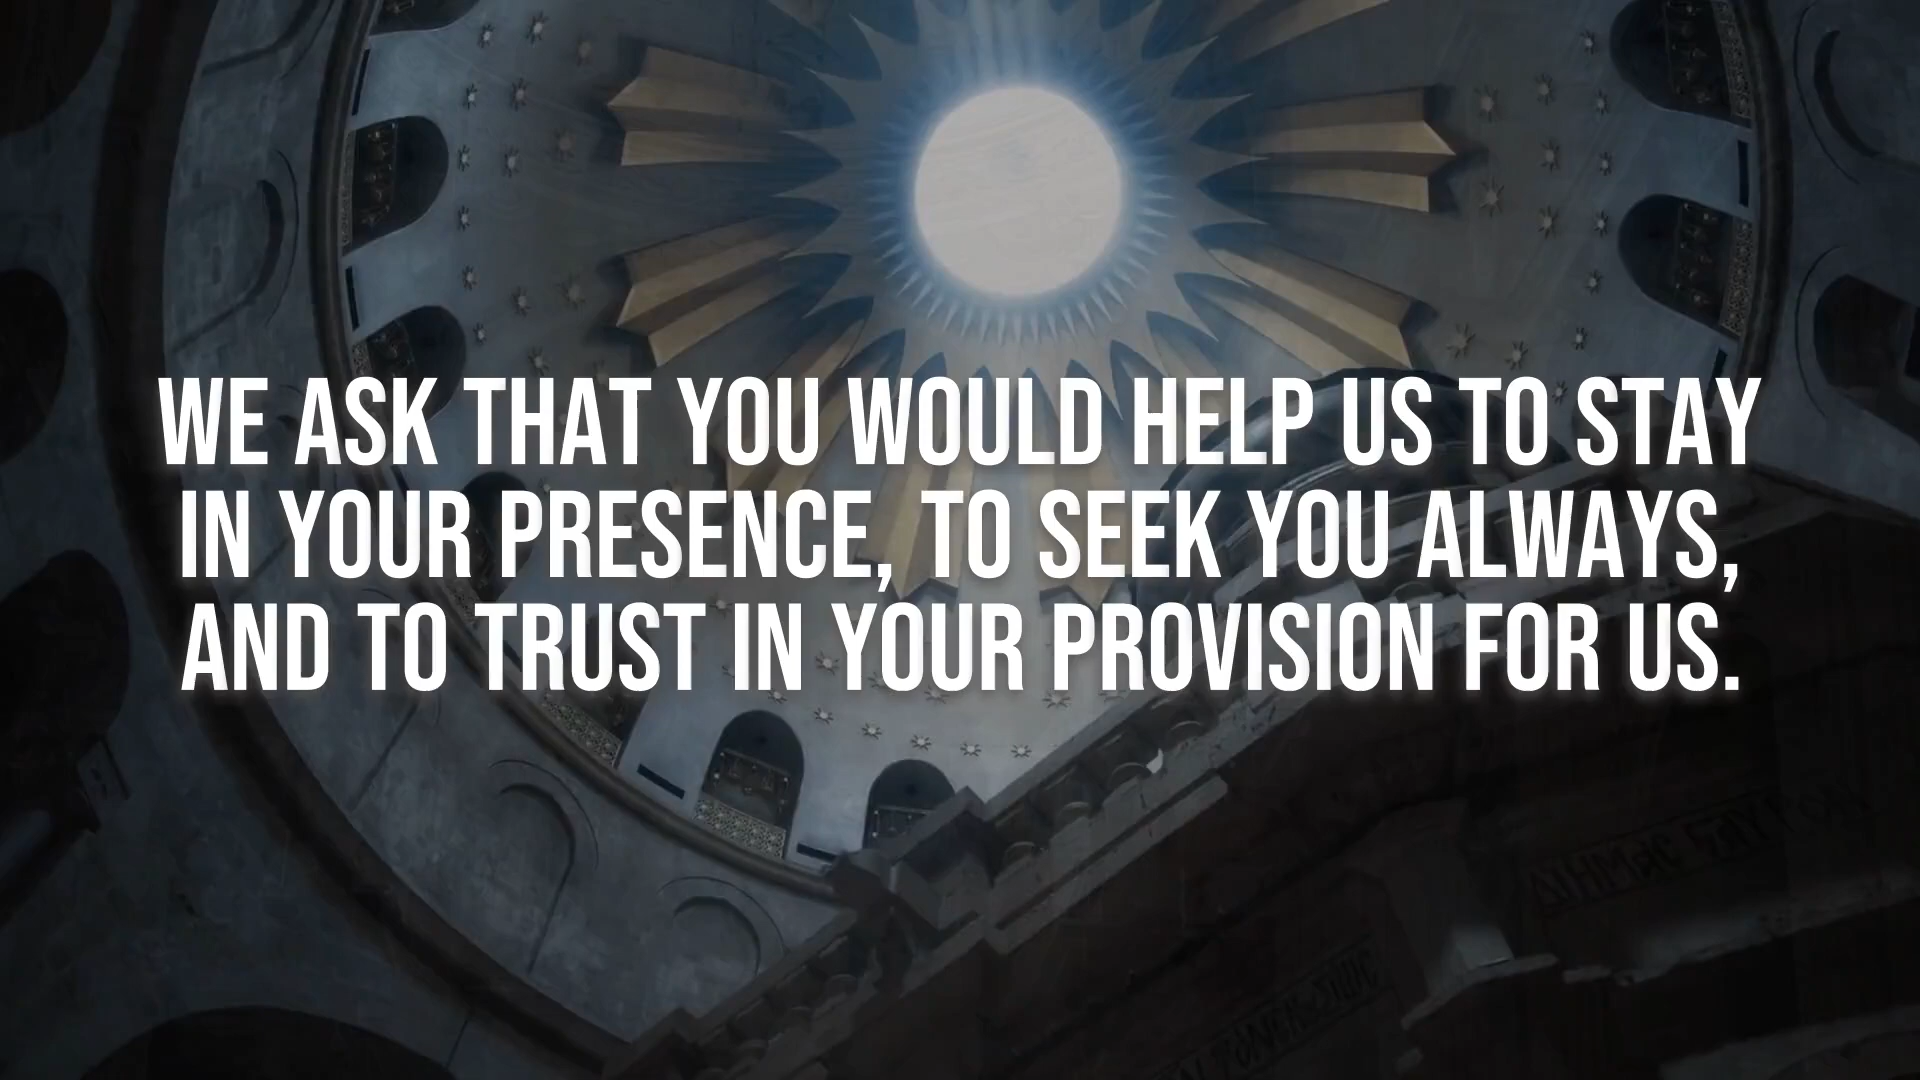 WE ASK THAT YOU WOULD HELP US TO STAY
IN YOUR PRESENCE, TO SEEK YOU ALWAYS,
AND TO TRUST IN YOUR PROVISION FOR US.